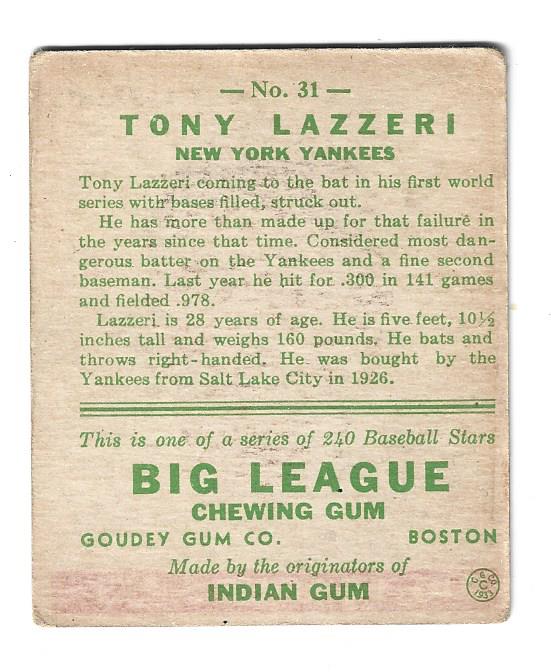 — No. 31 —
TONY LAZZERI
NEW YORK YANKEES
Tony Lazzeri coming to the bat in his first world
series with bases filled, struck out.
He has more than made up for that failure in
the years since that time. Considered most dan-
gerous batter on the Yankees and a fine second
baseman. Last year he hit for .300 in 141 games
and fielded .978.
Lazzeri is 28 years of age. He is five feet, 10½
inches tall and weighs 160 pounds. He bats and
throws right-handed. He was bought by the
Yankees from Salt Lake City in 1926.
This is one of a series of 240 Baseball Stars
BIG LEAGUE
CHEWING GUM
GOUDEY GUM CO. BOSTON
Made by the originators of
INDIAN GUM
C G G CO. 1933